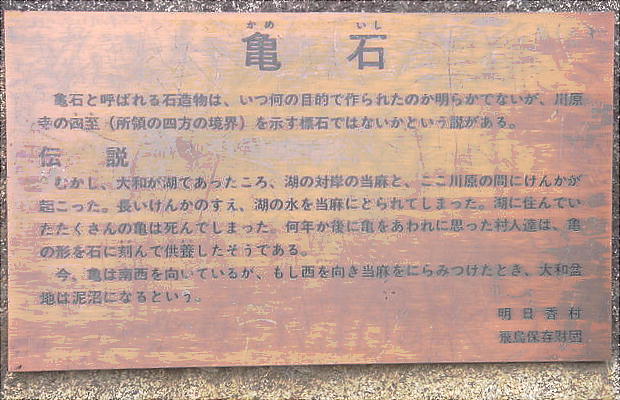 かめ いし
亀石
亀石と呼ばれる石造物は、いつ何の目的で作られたのか明らかでないが、川原
寺の四至（所領の四方の境界）を示す標石ではないかという説がある。
伝説
むかし、大和が湖であったころ、湖の対岸の当麻と、ここ川原の間にけんかが
起こった。長いけんかのすえ、湖の水を当麻にとられてしまった。湖に住んでい
たたくさんの亀は死んでしまった。何年か後に亀をあわれに思った村人達は、亀
の形を石に刻んで供養したそうである。
今、亀は南西を向いているが、もし西を向き当麻をにらみつけたとき、大和盆
地は泥沼になるという。
明日香村
飛鳥保存財団